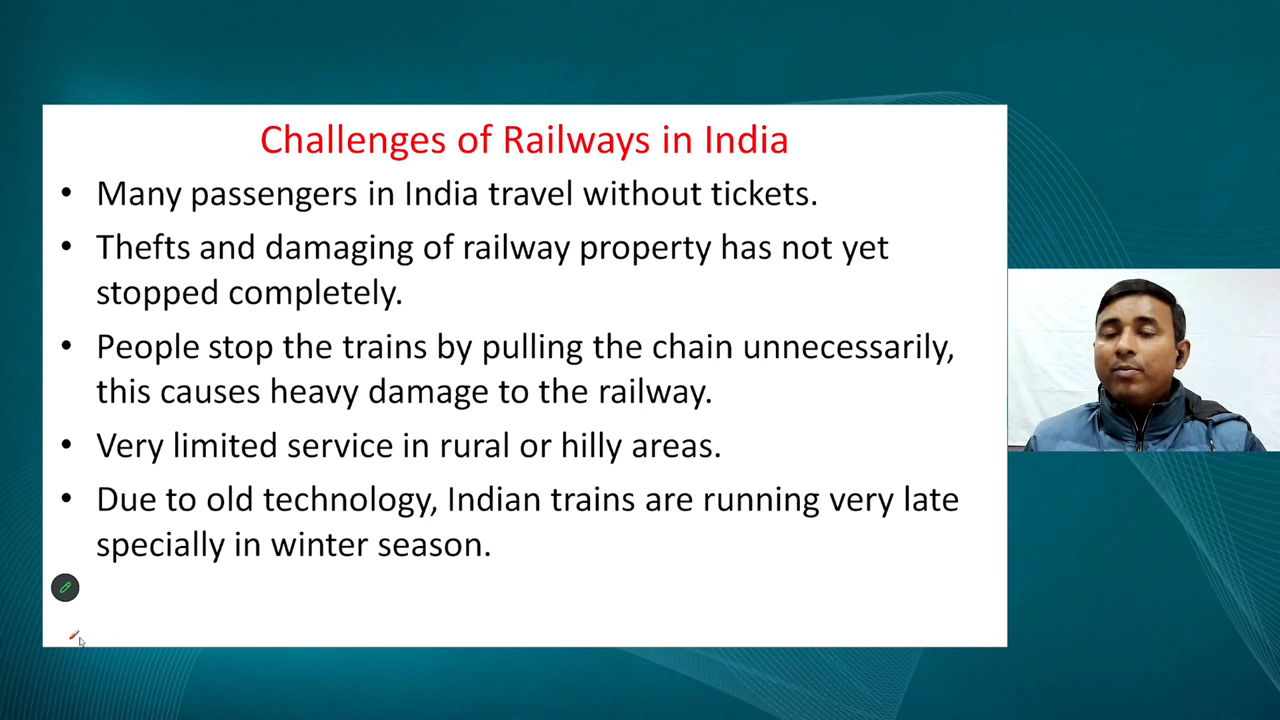 Challenges of Railways in India
• Many passengers in India travel without tickets.
• Thefts and damaging of railway property has not yet
stopped completely.
• People stop the trains by pulling the chain unnecessarily,
this causes heavy damage to the railway.
• Very limited service in rural or hilly areas.
• Due to old technology, Indian trains are running very late
specially in winter season.